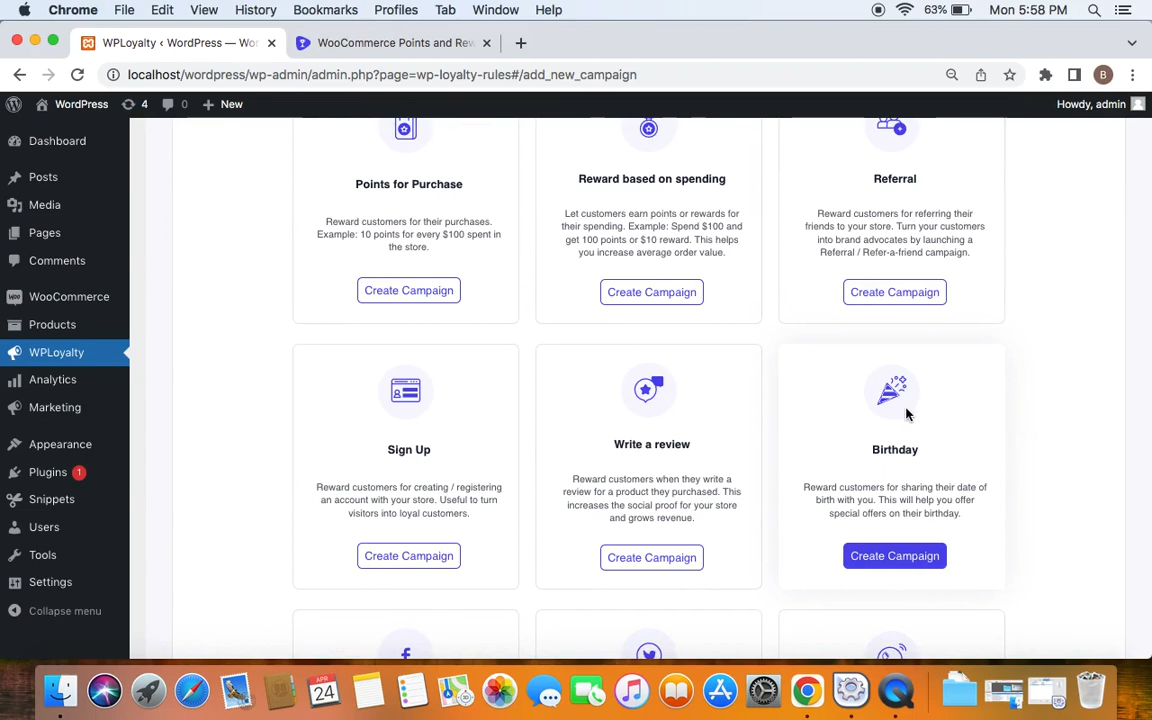 Chrome File Edit View History Bookmarks Profiles Tab Window Help 63% Mon 5:58 PM
WPLoyalty ‹ WordPress — Wor WooCommerce Points and Rew
localhost/wordpress/wp-admin/admin.php?page=wp-loyalty-rules#/add_new_campaign B
WordPress 4 0 New Howdy, admin
Dashboard
Posts
Media
Pages
Comments
WooCommerce
Products
WPLoyalty
Analytics
Marketing
Appearance
Plugins 1
Snippets
Users
Tools
Settings
Collapse menu
Points for Purchase
Reward customers for their purchases.
Example: 10 points for every $100 spent in
the store.
Create Campaign
Reward based on spending
Let customers earn points or rewards for
their spending. Example: Spend $100 and
get 100 points or $10 reward. This helps
you increase average order value.
Create Campaign
Referral
Reward customers for referring their
friends to your store. Turn your customers
into brand advocates by launching a
Referral / Refer-a-friend campaign.
Create Campaign
Sign Up
Reward customers for creating / registering
an account with your store. Useful to turn
visitors into loyal customers.
Create Campaign
Write a review
Reward customers when they write a
review for a product they purchased. This
increases the social proof for your store
and grows revenue.
Create Campaign
Birthday
Reward customers for sharing their date of
birth with you. This will help you offer
special offers on their birthday.
Create Campaign
APR
24